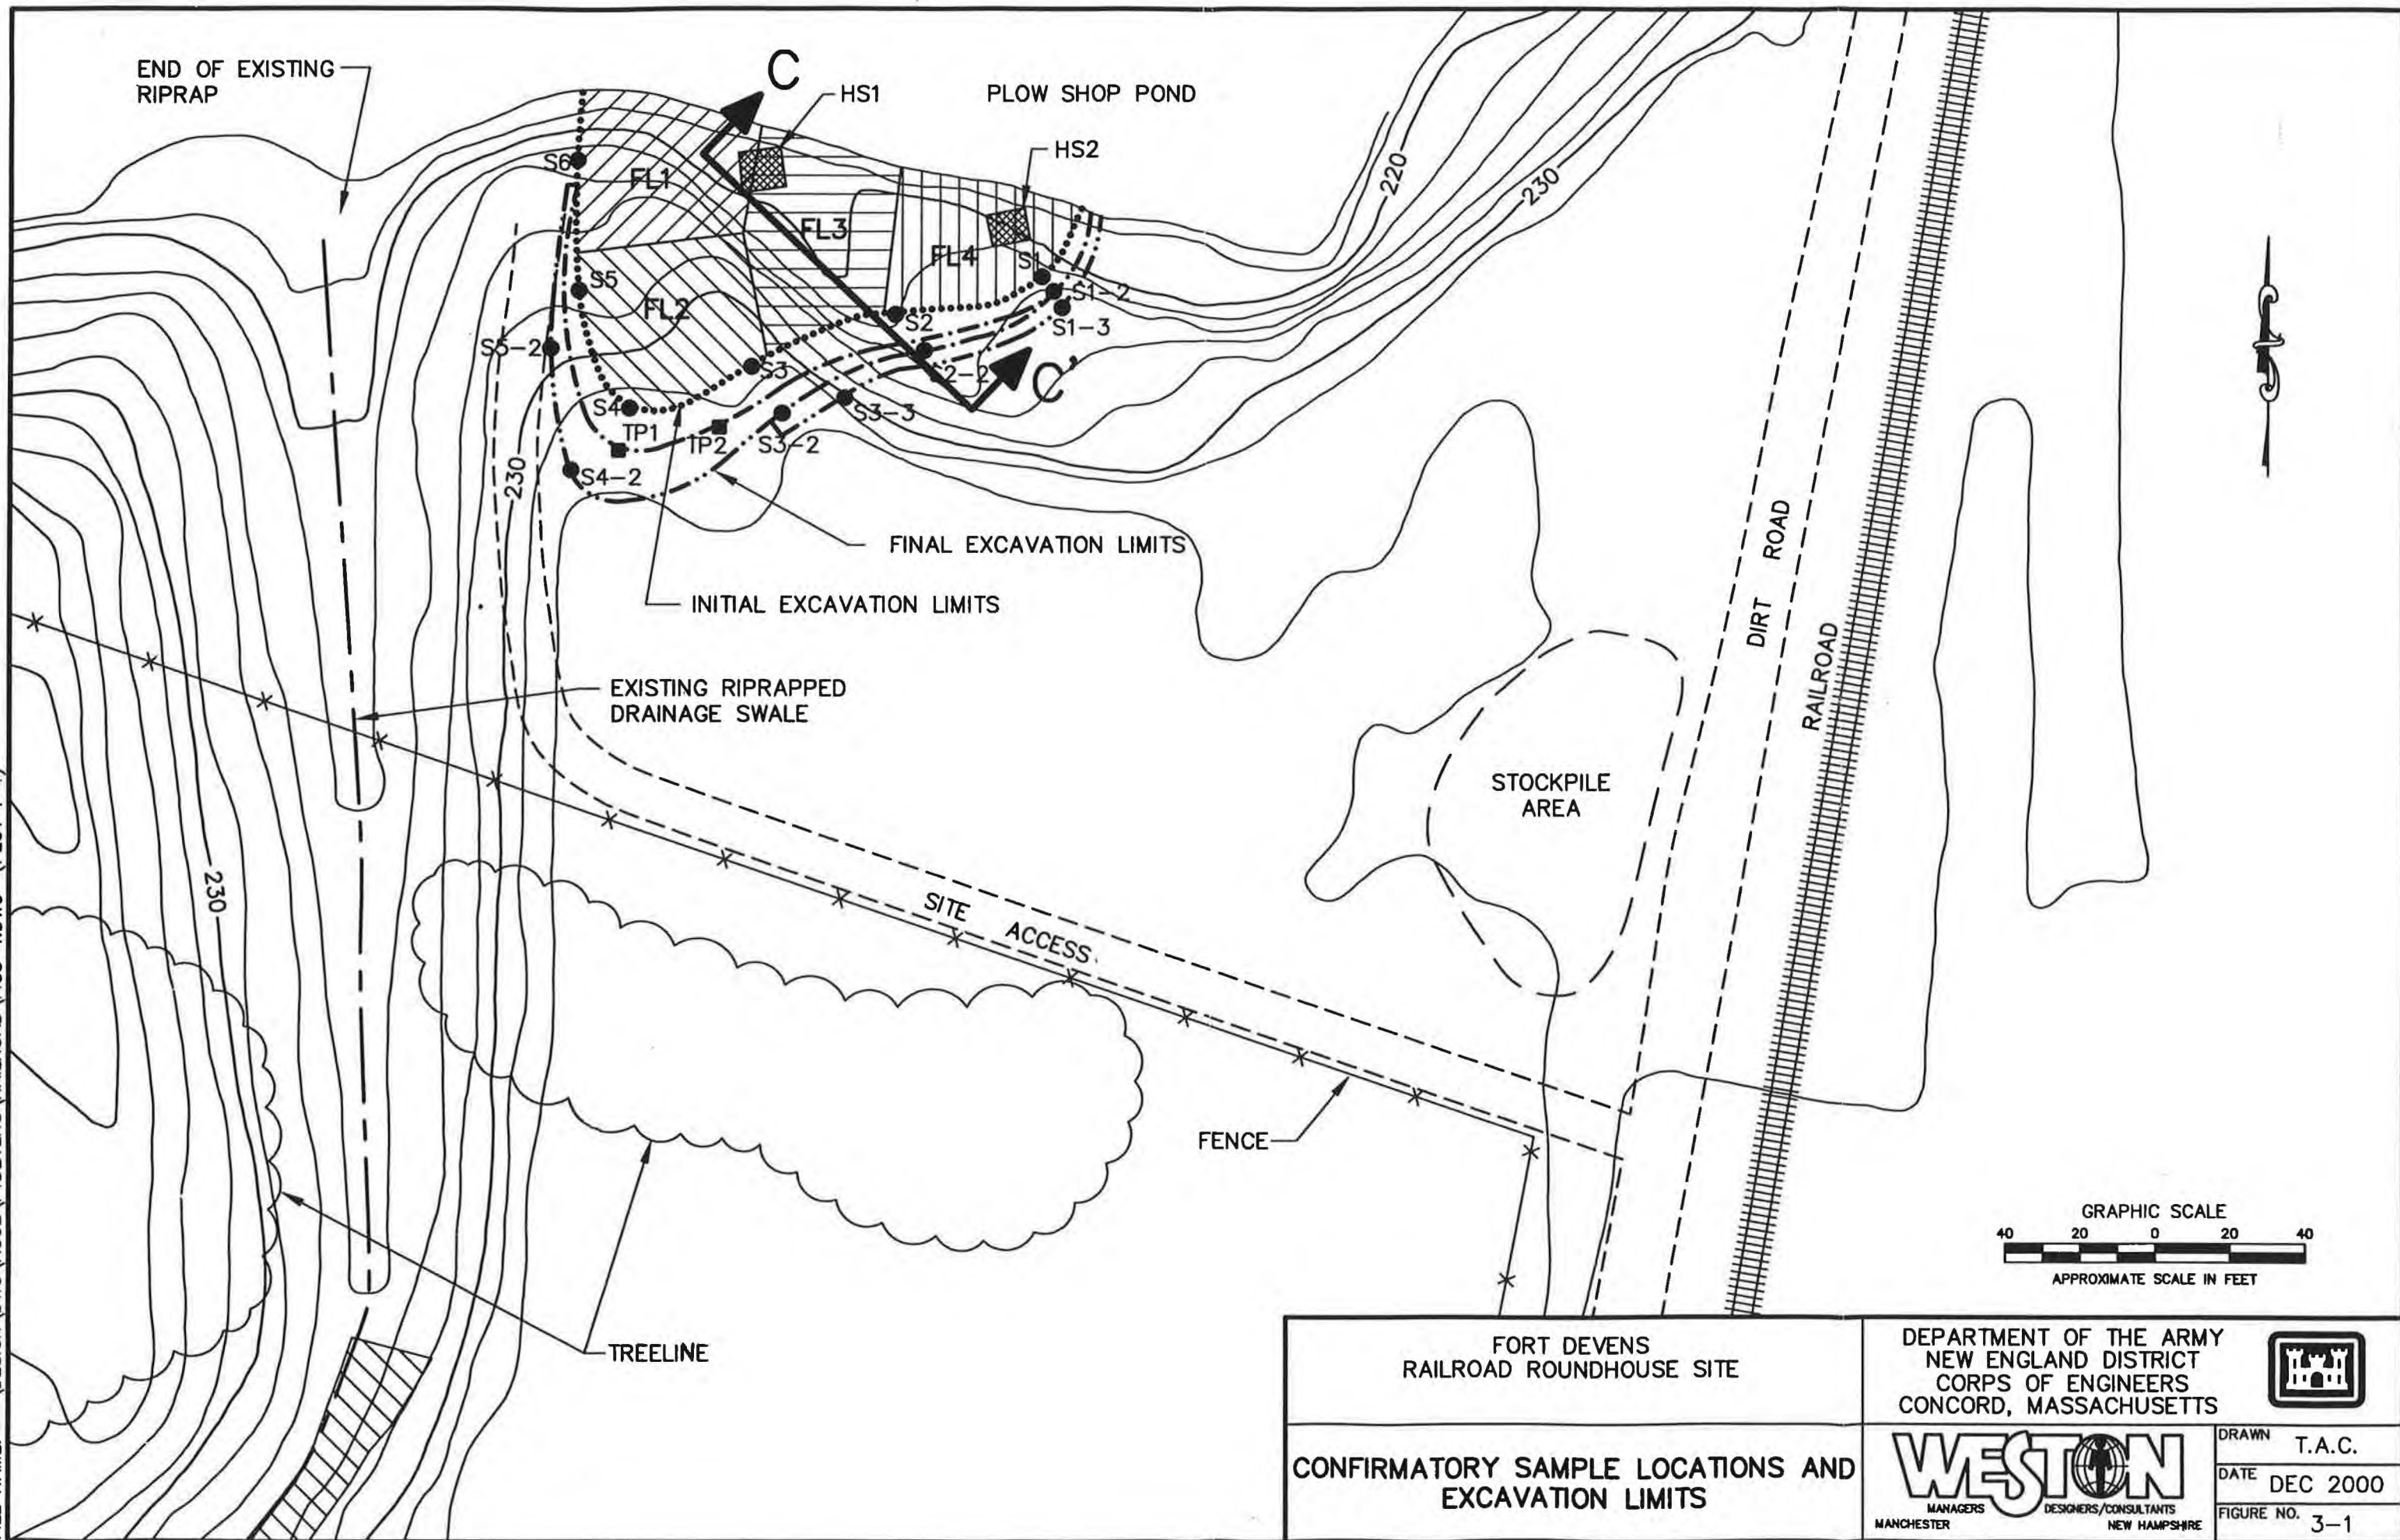 END OF EXISTING
RIPRAP
C
HS1
PLOW SHOP POND
HS2
S6
FL1
220
230
FL3
FL4
S1
S5
S1-2
FL2
S2
S1-3
S5-2
S3
2-2
C'
S4
S3-3
TP1
TP2
S3-2
230
S4-2
FINAL EXCAVATION LIMITS
INITIAL EXCAVATION LIMITS
DIRT ROAD
RAILROAD
EXISTING RIPRAPPED
DRAINAGE SWALE
STOCKPILE
AREA
230
SITE ACCESS
FENCE
TREELINE
GRAPHIC SCALE
40 20 0 20 40
APPROXIMATE SCALE IN FEET
FORT DEVENS
RAILROAD ROUNDHOUSE SITE
DEPARTMENT OF THE ARMY
NEW ENGLAND DISTRICT
CORPS OF ENGINEERS
CONCORD, MASSACHUSETTS
CONFIRMATORY SAMPLE LOCATIONS AND
EXCAVATION LIMITS
WESTON
MANAGERS DESIGNERS/CONSULTANTS
MANCHESTER NEW HAMPSHIRE
DRAWN T.A.C.
DATE DEC 2000
FIGURE NO. 3-1